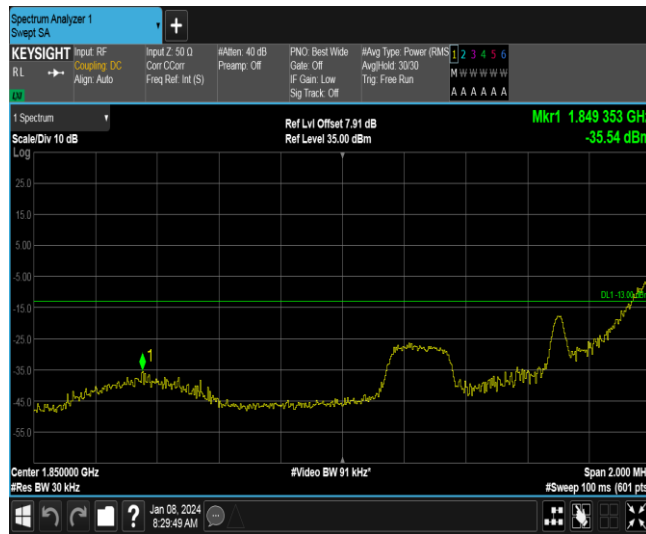 Spectrum Analyzer 1
Swept SA
KEYSIGHT
RL
Input: RF
Coupling: DC
Align: Auto
Input Z: 50 Ω
Corr CCorr
Freq Ref: Int (S)
#Atten: 40 dB
Preamp: Off
PNO: Best Wide
Gate: Off
IF Gain: Low
Sig Track: Off
#Avg Type: Power (RMS
Avg|Hold: 30/30
Trig: Free Run
1 2 3 4 5 6
M W W W W W
A A A A A A
1 Spectrum
Scale/Div 10 dB
Log
Ref Lvl Offset 7.91 dB
Ref Level 35.00 dBm
Mkr1 1.849 353 GH
-35.54 dBm
25.0
15.0
5.00
-5.00
-15.0
-25.0
-35.0
-45.0
-55.0
DL1 -13.00 dBm
1
Center 1.850000 GHz
#Res BW 30 kHz
#Video BW 91 kHz*
Span 2.000 MH
#Sweep 100 ms (601 pts
Jan 08, 2024
8:29:49 AM